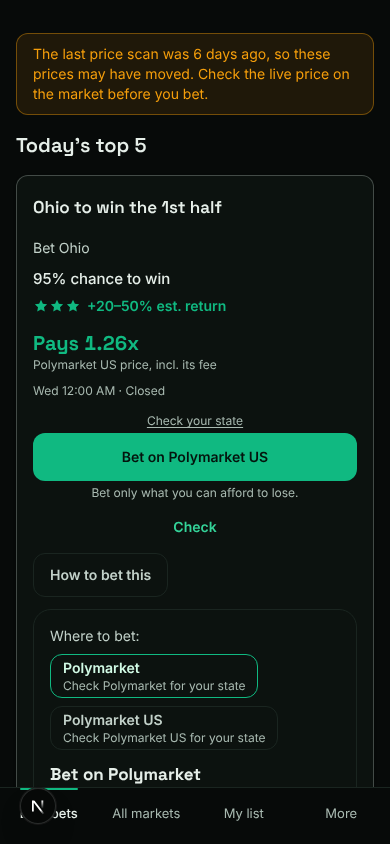 The last price scan was 6 days ago, so these
prices may have moved. Check the live price on
the market before you bet.
Today's top 5
Ohio to win the 1st half
Bet Ohio
95% chance to win
★★★ +20–50% est. return
Pays 1.26x
Polymarket US price, incl. its fee
Wed 12:00 AM · Closed
Check your state
Bet on Polymarket US
Bet only what you can afford to lose.
Check
How to bet this
Where to bet:
Polymarket
Check Polymarket for your state
Polymarket US
Check Polymarket US for your state
Bet on Polymarket
N
bets
All markets
My list
More